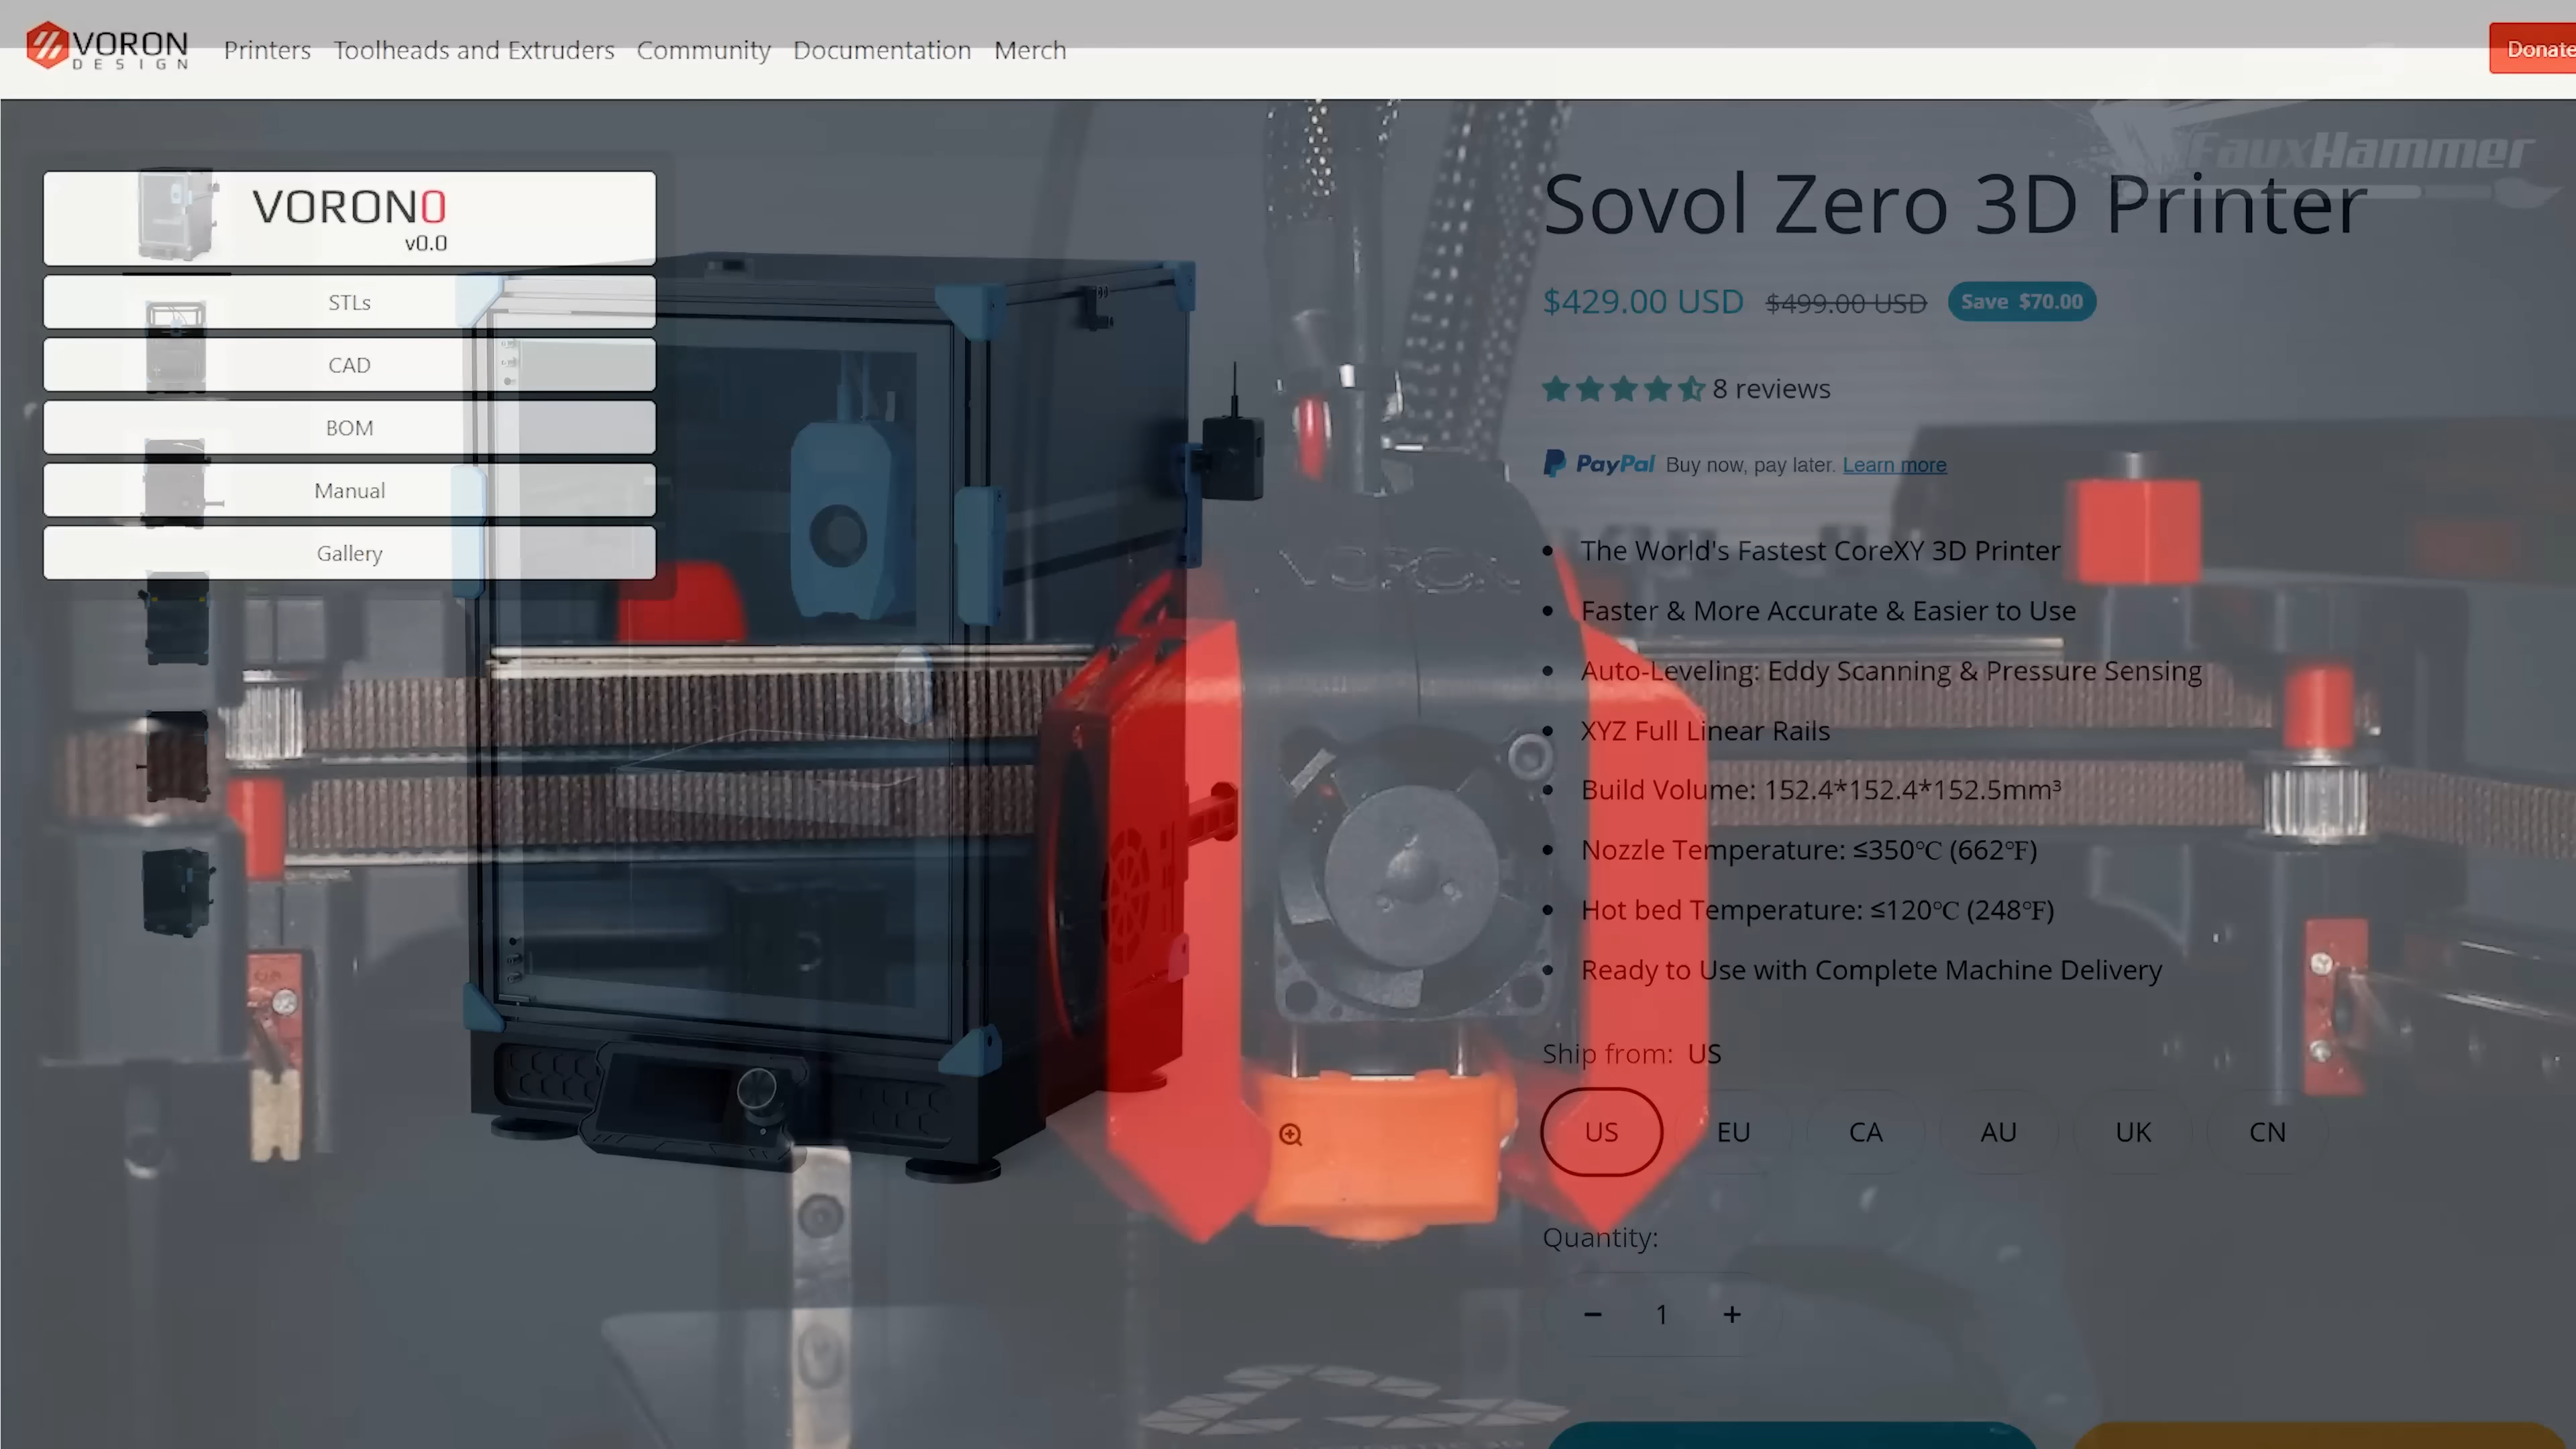 VORON
DESIGN
Printers
Toolheads and Extruders
Community
Documentation
Merch
Donate
FauxHammer
VORON0
v0.0
STLs
CAD
BOM
Manual
Gallery
Sovol Zero 3D Printer
$429.00 USD $499.00 USD Save $70.00
8 reviews
PayPal Buy now, pay later. Learn more
The World's Fastest CoreXY 3D Printer
Faster & More Accurate & Easier to Use
Auto-Leveling: Eddy Scanning & Pressure Sensing
XYZ Full Linear Rails
Build Volume: 152.4*152.4*152.5mm³
Nozzle Temperature: ≤350℃ (662℉)
Hot bed Temperature: ≤120℃ (248℉)
Ready to Use with Complete Machine Delivery
Ship from: US
US EU CA AU UK CN
Quantity:
− 1 +
VORON